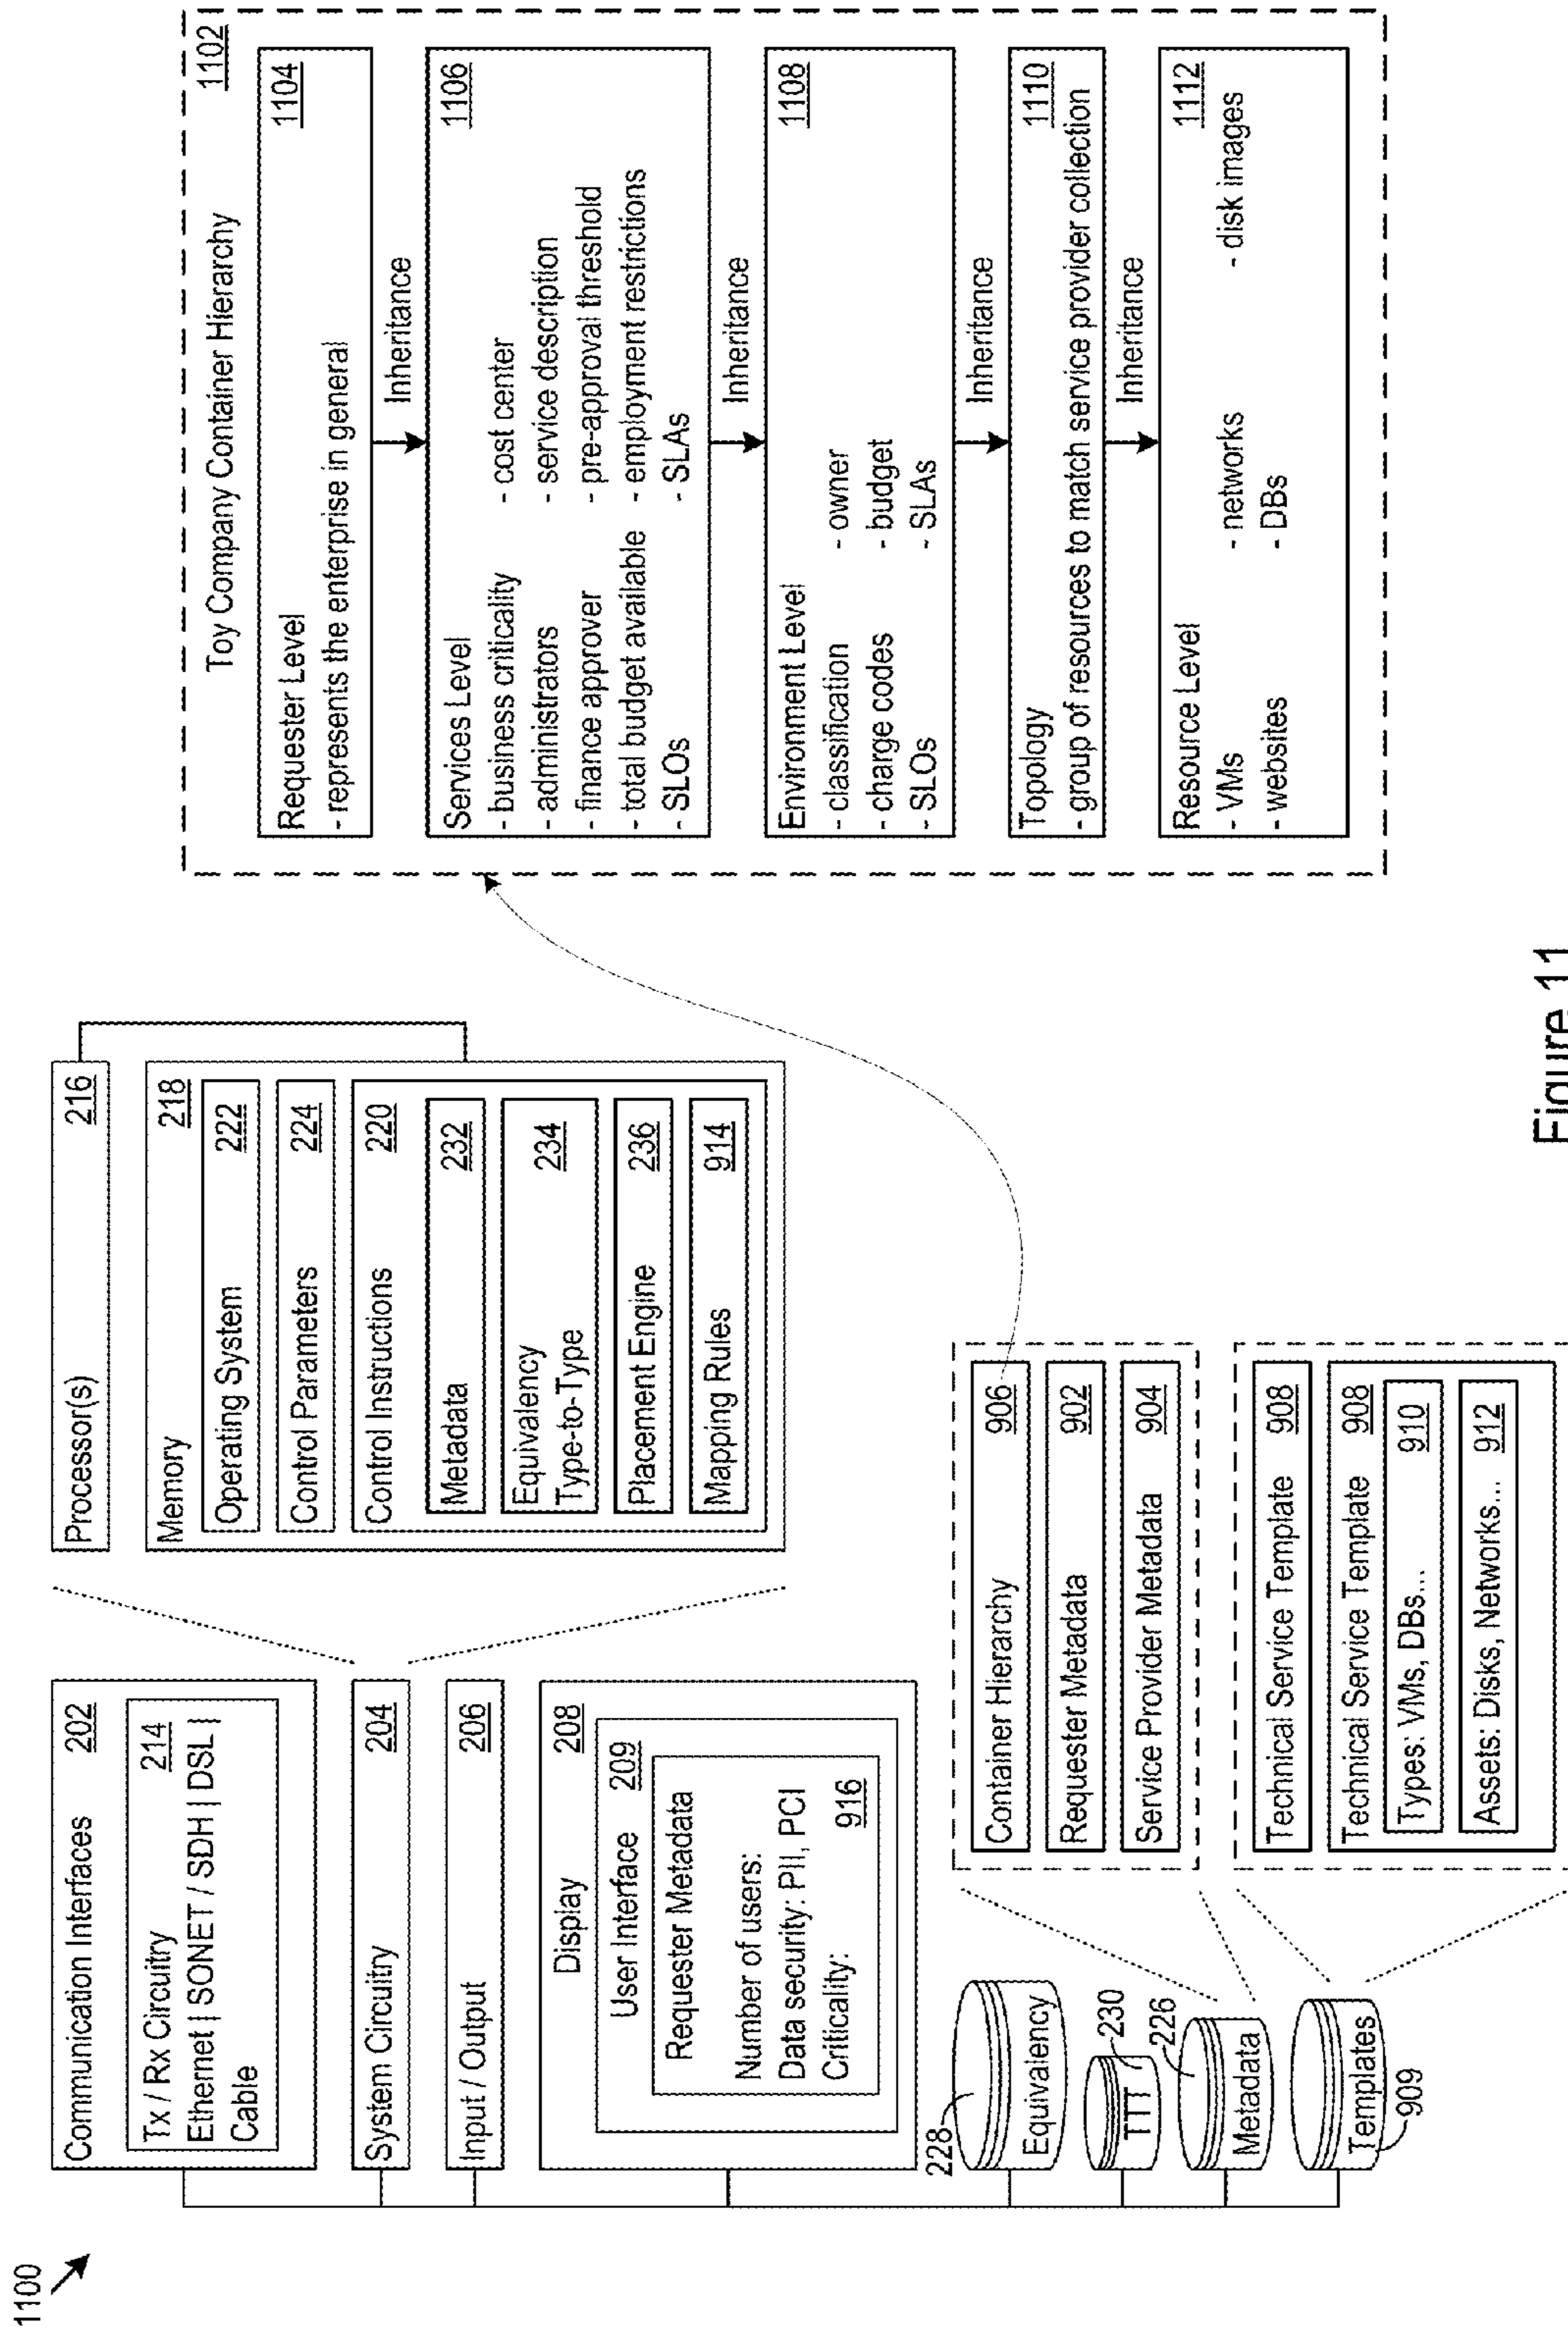 1100
Communication Interfaces 202
Tx / Rx Circuitry 214
Ethernet | SONET / SDH | DSL |
Cable
System Circuitry 204
Input / Output 206
Display 208
User Interface 209
Requester Metadata
Number of users:
Data security: PII, PCI
Criticality: 916
228
Equivalency
TTT
230
226
Metadata
Templates
909
Processor(s) 216
Memory 218
Operating System 222
Control Parameters 224
Control Instructions 220
Metadata 232
Equivalency
Type-to-Type 234
Placement Engine 236
Mapping Rules 914
Container Hierarchy 906
Requester Metadata 902
Service Provider Metadata 904
Technical Service Template 908
Technical Service Template 908
Types: VMs, DBs... 910
Assets: Disks, Networks... 912
Toy Company Container Hierarchy 1102
Requester Level 1104
- represents the enterprise in general
Inheritance
Services Level 1106
- business criticality - cost center
- administrators - service description
- finance approver - pre-approval threshold
- total budget available - employment restrictions
- SLOs - SLAs
Inheritance
Environment Level 1108
- classification - owner
- charge codes - budget
- SLOs - SLAs
Inheritance
Topology 1110
- group of resources to match service provider collection
Inheritance
Resource Level 1112
- VMs - networks - disk images
- websites - DBs
Figure 11